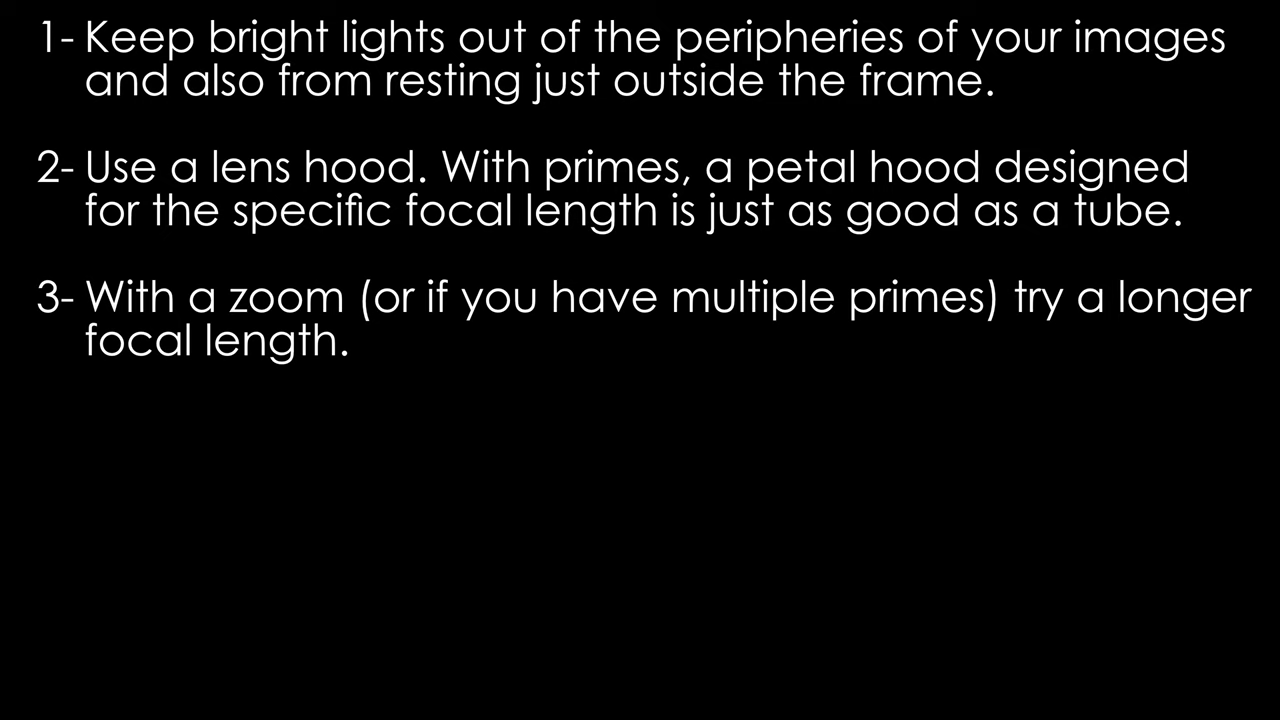 1- Keep bright lights out of the peripheries of your images
and also from resting just outside the frame.
2- Use a lens hood. With primes, a petal hood designed
for the specific focal length is just as good as a tube.
3- With a zoom (or if you have multiple primes) try a longer
focal length.